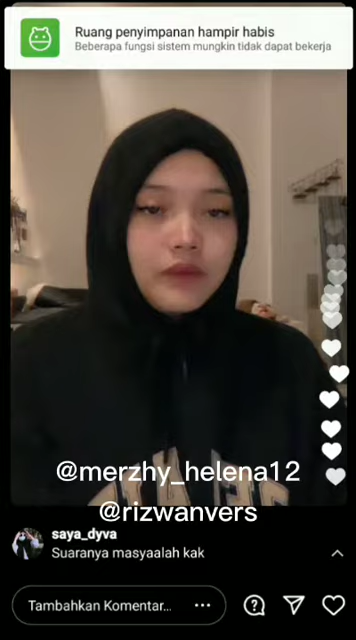 Ruang penyimpanan hampir habis
Beberapa fungsi sistem mungkin tidak dapat bekerja
@merzhy_helena12
@rizwanvers
saya_dyva
Suaranya masyaalah kak
Tambahkan Komentar...